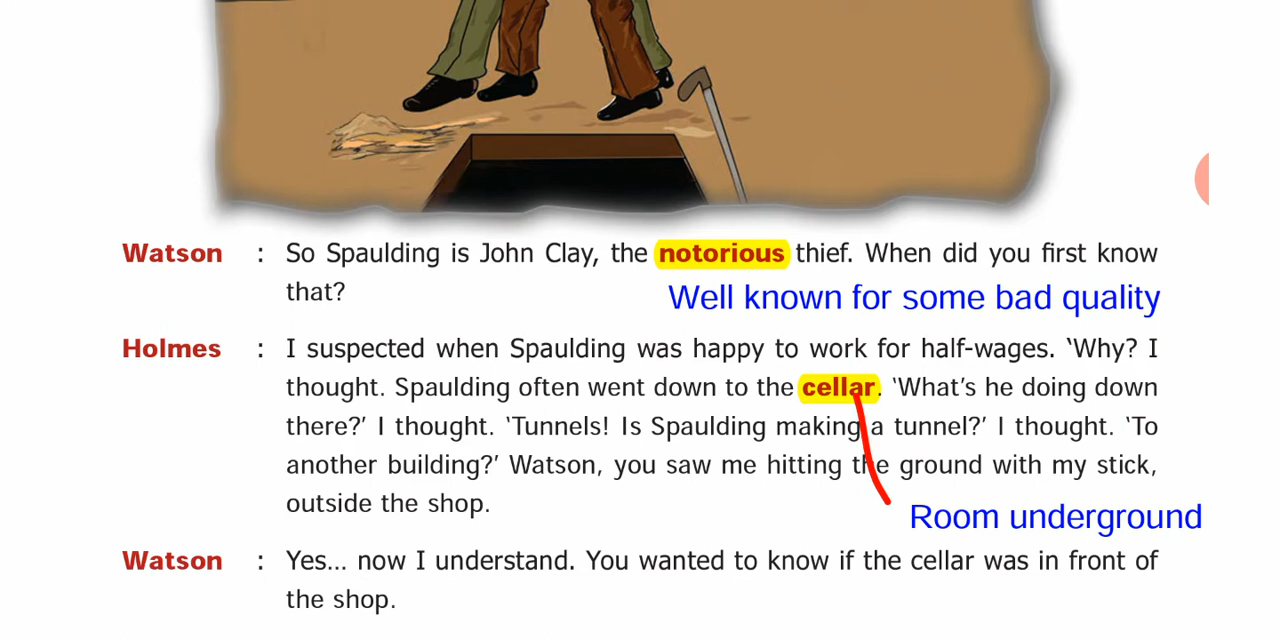 Watson : So Spaulding is John Clay, the notorious thief. When did you first know
that?
Well known for some bad quality
Holmes : I suspected when Spaulding was happy to work for half-wages. ‘Why? I
thought. Spaulding often went down to the cellar. ‘What’s he doing down
there?’ I thought. ‘Tunnels! Is Spaulding making a tunnel?’ I thought. ‘To
another building?’ Watson, you saw me hitting the ground with my stick,
outside the shop.
Room underground
Watson : Yes... now I understand. You wanted to know if the cellar was in front of
the shop.